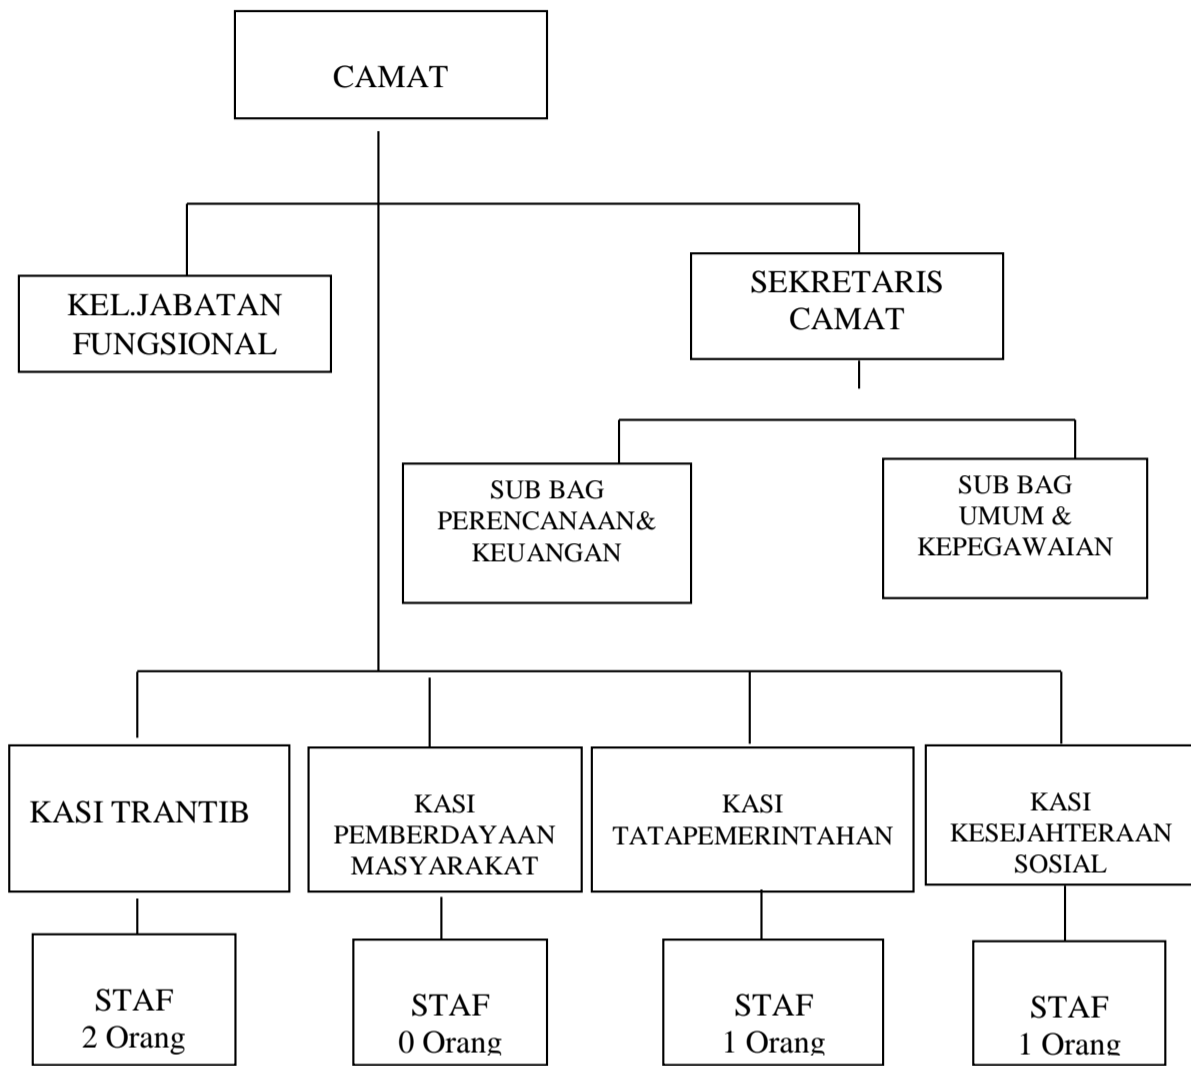 CAMAT
KEL.JABATAN
FUNGSIONAL
SEKRETARIS
CAMAT
SUB BAG
PERENCANAAN&
KEUANGAN
SUB BAG
UMUM &
KEPEGAWAIAN
KASI TRANTIB
KASI
PEMBERDAYAAN
MASYARAKAT
KASI
TATAPEMERINTAHAN
KASI
KESEJAHTERAAN
SOSIAL
STAF
2 Orang
STAF
0 Orang
STAF
1 Orang
STAF
1 Orang